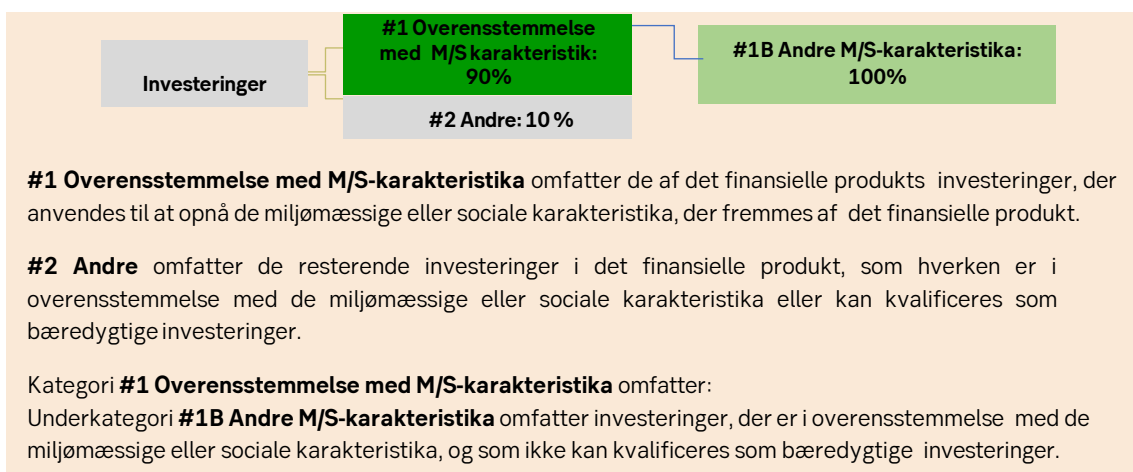 Investeringer
#1 Overensstemmelse
med M/S karakteristik:
90%
#2 Andre: 10 %
#1B Andre M/S-karakteristika:
100%
#1 Overensstemmelse med M/S-karakteristika omfatter de af det finansielle produkts investeringer, der
anvendes til at opnå de miljømæssige eller sociale karakteristika, der fremmes af det finansielle produkt.
#2 Andre omfatter de resterende investeringer i det finansielle produkt, som hverken er i
overensstemmelse med de miljømæssige eller sociale karakteristika eller kan kvalificeres som
bæredygtige investeringer.
Kategori #1 Overensstemmelse med M/S-karakteristika omfatter:
Underkategori #1B Andre M/S-karakteristika omfatter investeringer, der er i overensstemmelse med de
miljømæssige eller sociale karakteristika, og som ikke kan kvalificeres som bæredygtige investeringer.